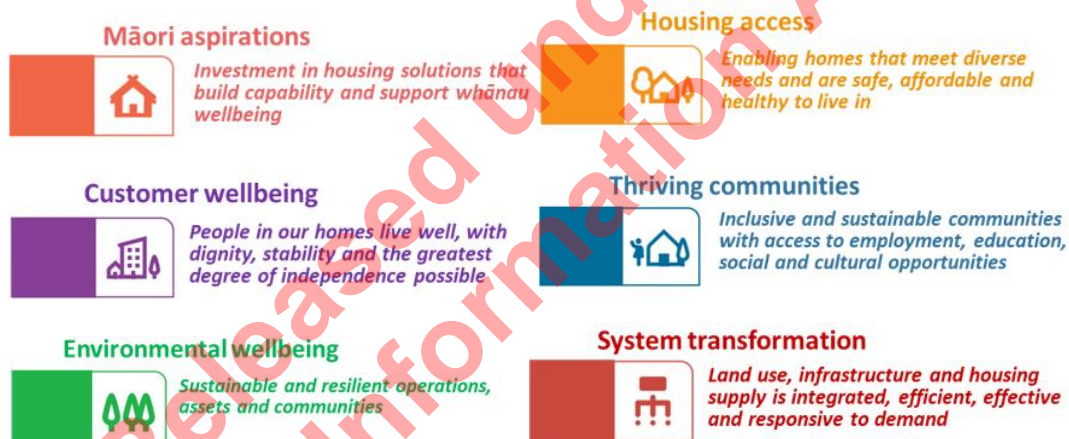 Māori aspirations
Investment in housing solutions that
build capability and support whānau
wellbeing
Housing access
Enabling homes that meet diverse
needs and are safe, affordable and
healthy to live in
Customer wellbeing
People in our homes live well, with
dignity, stability and the greatest
degree of independence possible
Thriving communities
Inclusive and sustainable communities
with access to employment, education,
social and cultural opportunities
Environmental wellbeing
Sustainable and resilient operations,
assets and communities
System transformation
Land use, infrastructure and housing
supply is integrated, efficient, effective
and responsive to demand
eleased und
nformation A